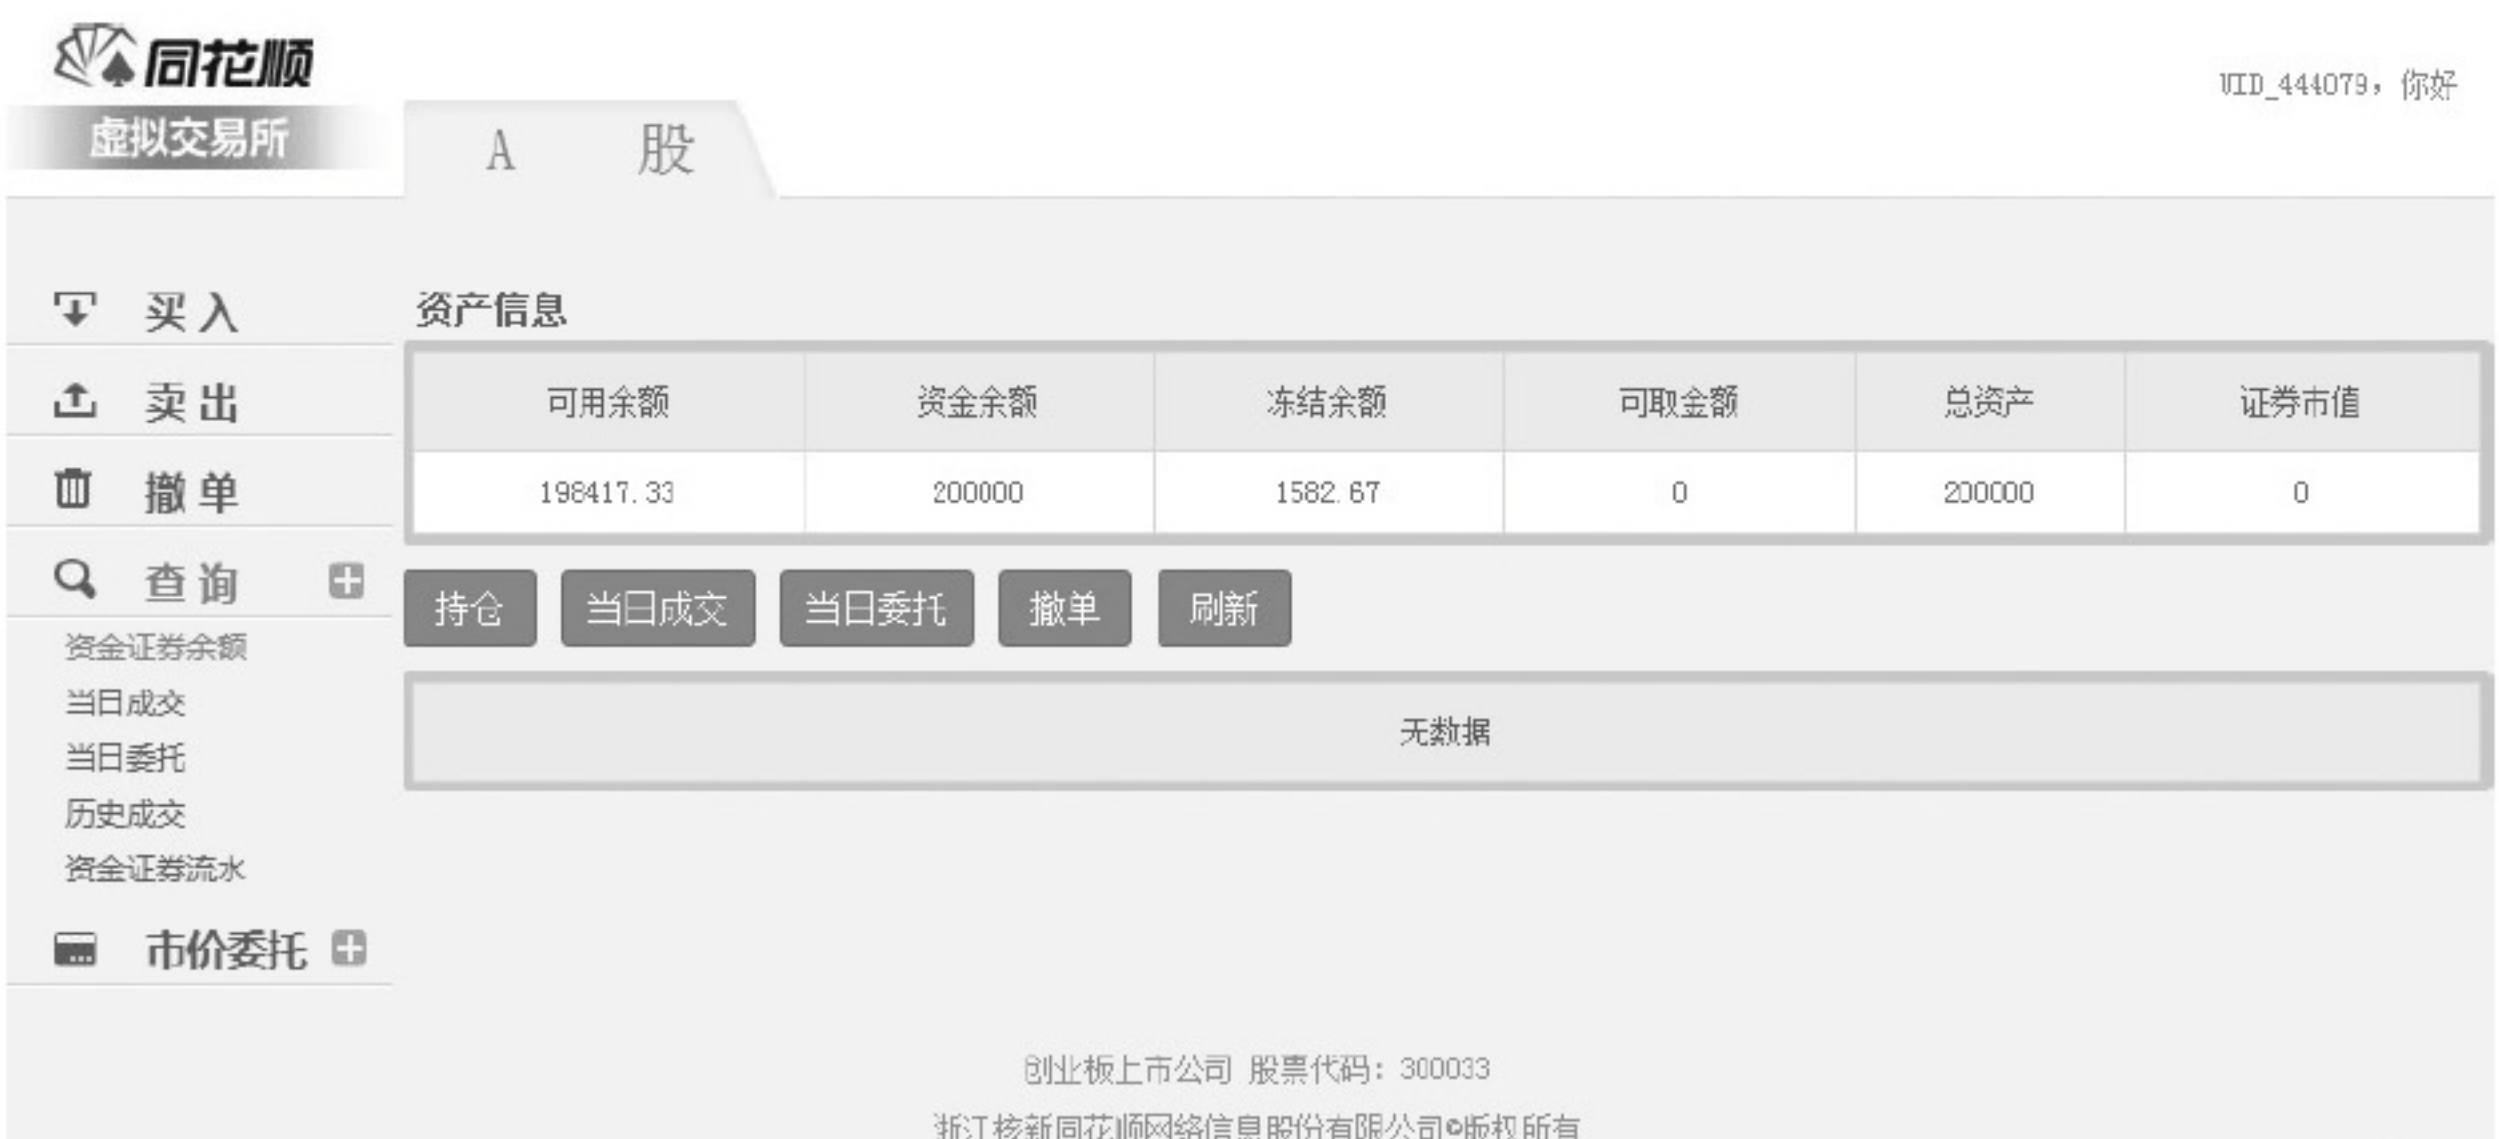 同花顺
虚拟交易所
UID_444079，你好
A 股
买入
卖出
撤单
查询
资金证券余额
当日成交
当日委托
历史成交
资金证券流水
市价委托
资产信息
可用余额 资金余额 冻结余额 可取金额 总资产 证券市值
198417.33 200000 1582.67 0 200000 0
持仓 当日成交 当日委托 撤单 刷新
无数据
创业板上市公司 股票代码：300033
浙江核新同花顺网络信息股份有限公司©版权所有